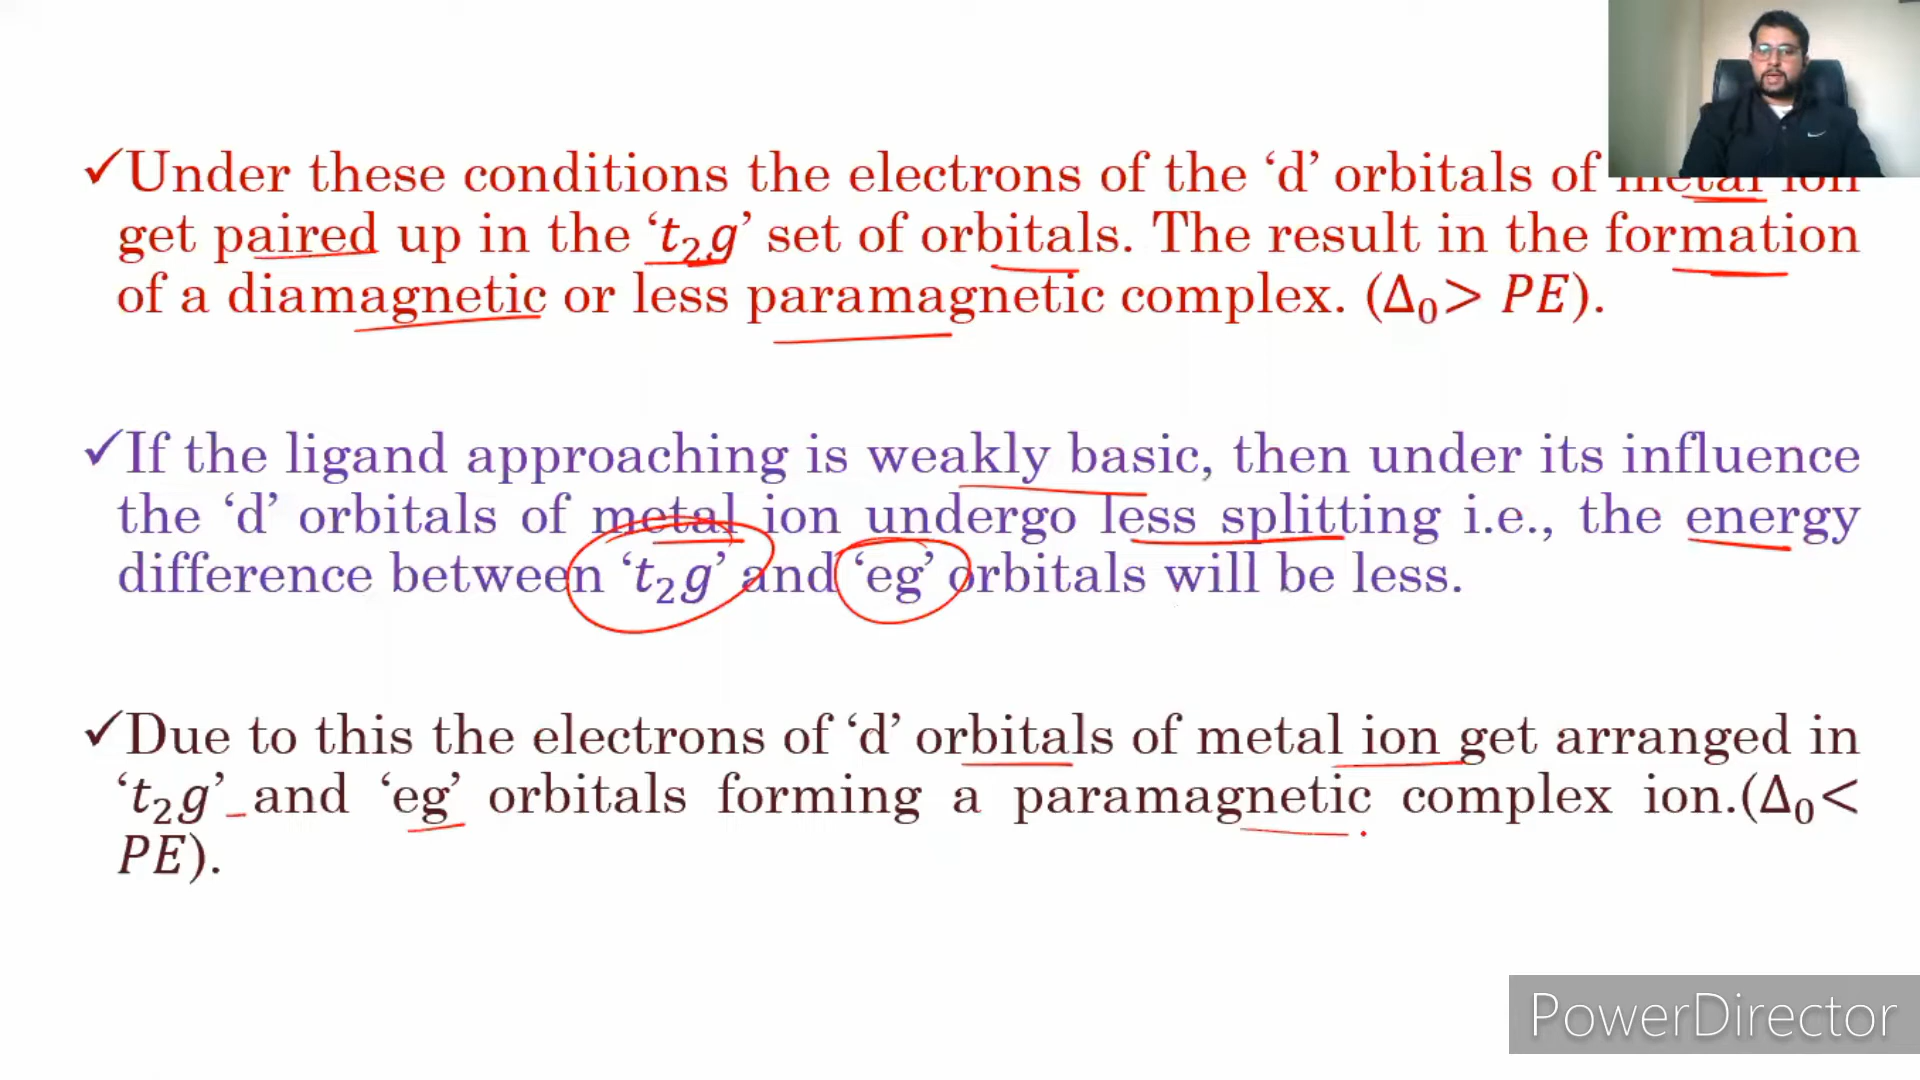 ✓Under these conditions the electrons of the ‘d’ orbitals of metal ion
get paired up in the ‘t₂g’ set of orbitals. The result in the formation
of a diamagnetic or less paramagnetic complex. (Δ₀> PE).
✓If the ligand approaching is weakly basic, then under its influence
the ‘d’ orbitals of metal ion undergo less splitting i.e., the energy
difference between ‘t₂g’ and ‘eg’ orbitals will be less.
✓Due to this the electrons of ‘d’ orbitals of metal ion get arranged in
‘t₂g’ and ‘eg’ orbitals forming a paramagnetic complex ion.(Δ₀<
PE).
PowerDirector